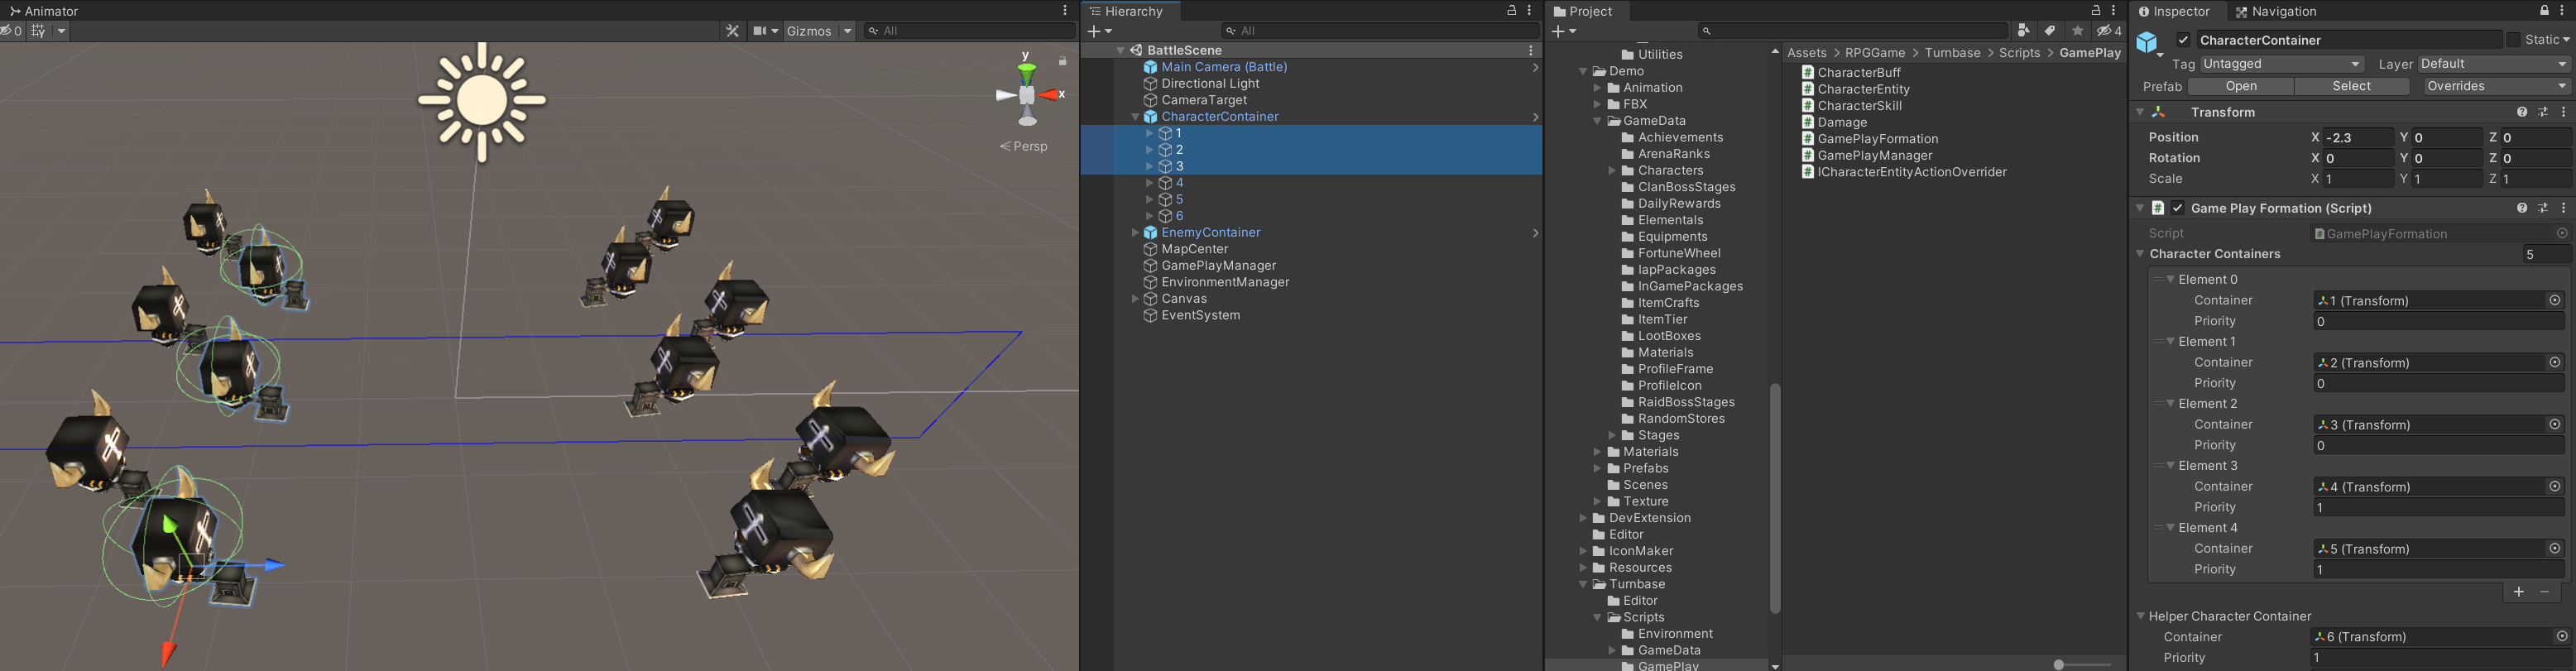 Animator
0
Gizmos
All
y
x
Persp
Hierarchy
All
BattleScene
Main Camera (Battle)
Directional Light
CameraTarget
CharacterContainer
1
2
3
4
5
6
EnemyContainer
MapCenter
GamePlayManager
EnvironmentManager
Canvas
EventSystem
Project
4
Utilities
Demo
Animation
FBX
GameData
Achievements
ArenaRanks
Characters
ClanBossStages
DailyRewards
Elementals
Equipments
FortuneWheel
IapPackages
InGamePackages
ItemCrafts
ItemTier
LootBoxes
Materials
ProfileFrame
ProfileIcon
RaidBossStages
RandomStores
Stages
Materials
Prefabs
Scenes
Texture
DevExtension
Editor
IconMaker
Resources
Turnbase
Editor
Scripts
Environment
GameData
GamePlay
Assets > RPGGame > Turnbase > Scripts > GamePlay
CharacterBuff
CharacterEntity
CharacterSkill
Damage
GamePlayFormation
GamePlayManager
ICharacterEntityActionOverrider
Inspector
Navigation
CharacterContainer
Static
Tag Untagged Layer Default
Prefab Open Select Overrides
Transform
Position X -2.3 Y 0 Z 0
Rotation X 0 Y 0 Z 0
Scale X 1 Y 1 Z 1
Game Play Formation (Script)
Script GamePlayFormation
Character Containers 5
Element 0
Container 1 (Transform)
Priority 0
Element 1
Container 2 (Transform)
Priority 0
Element 2
Container 3 (Transform)
Priority 0
Element 3
Container 4 (Transform)
Priority 1
Element 4
Container 5 (Transform)
Priority 1
Helper Character Container
Container 6 (Transform)
Priority 1